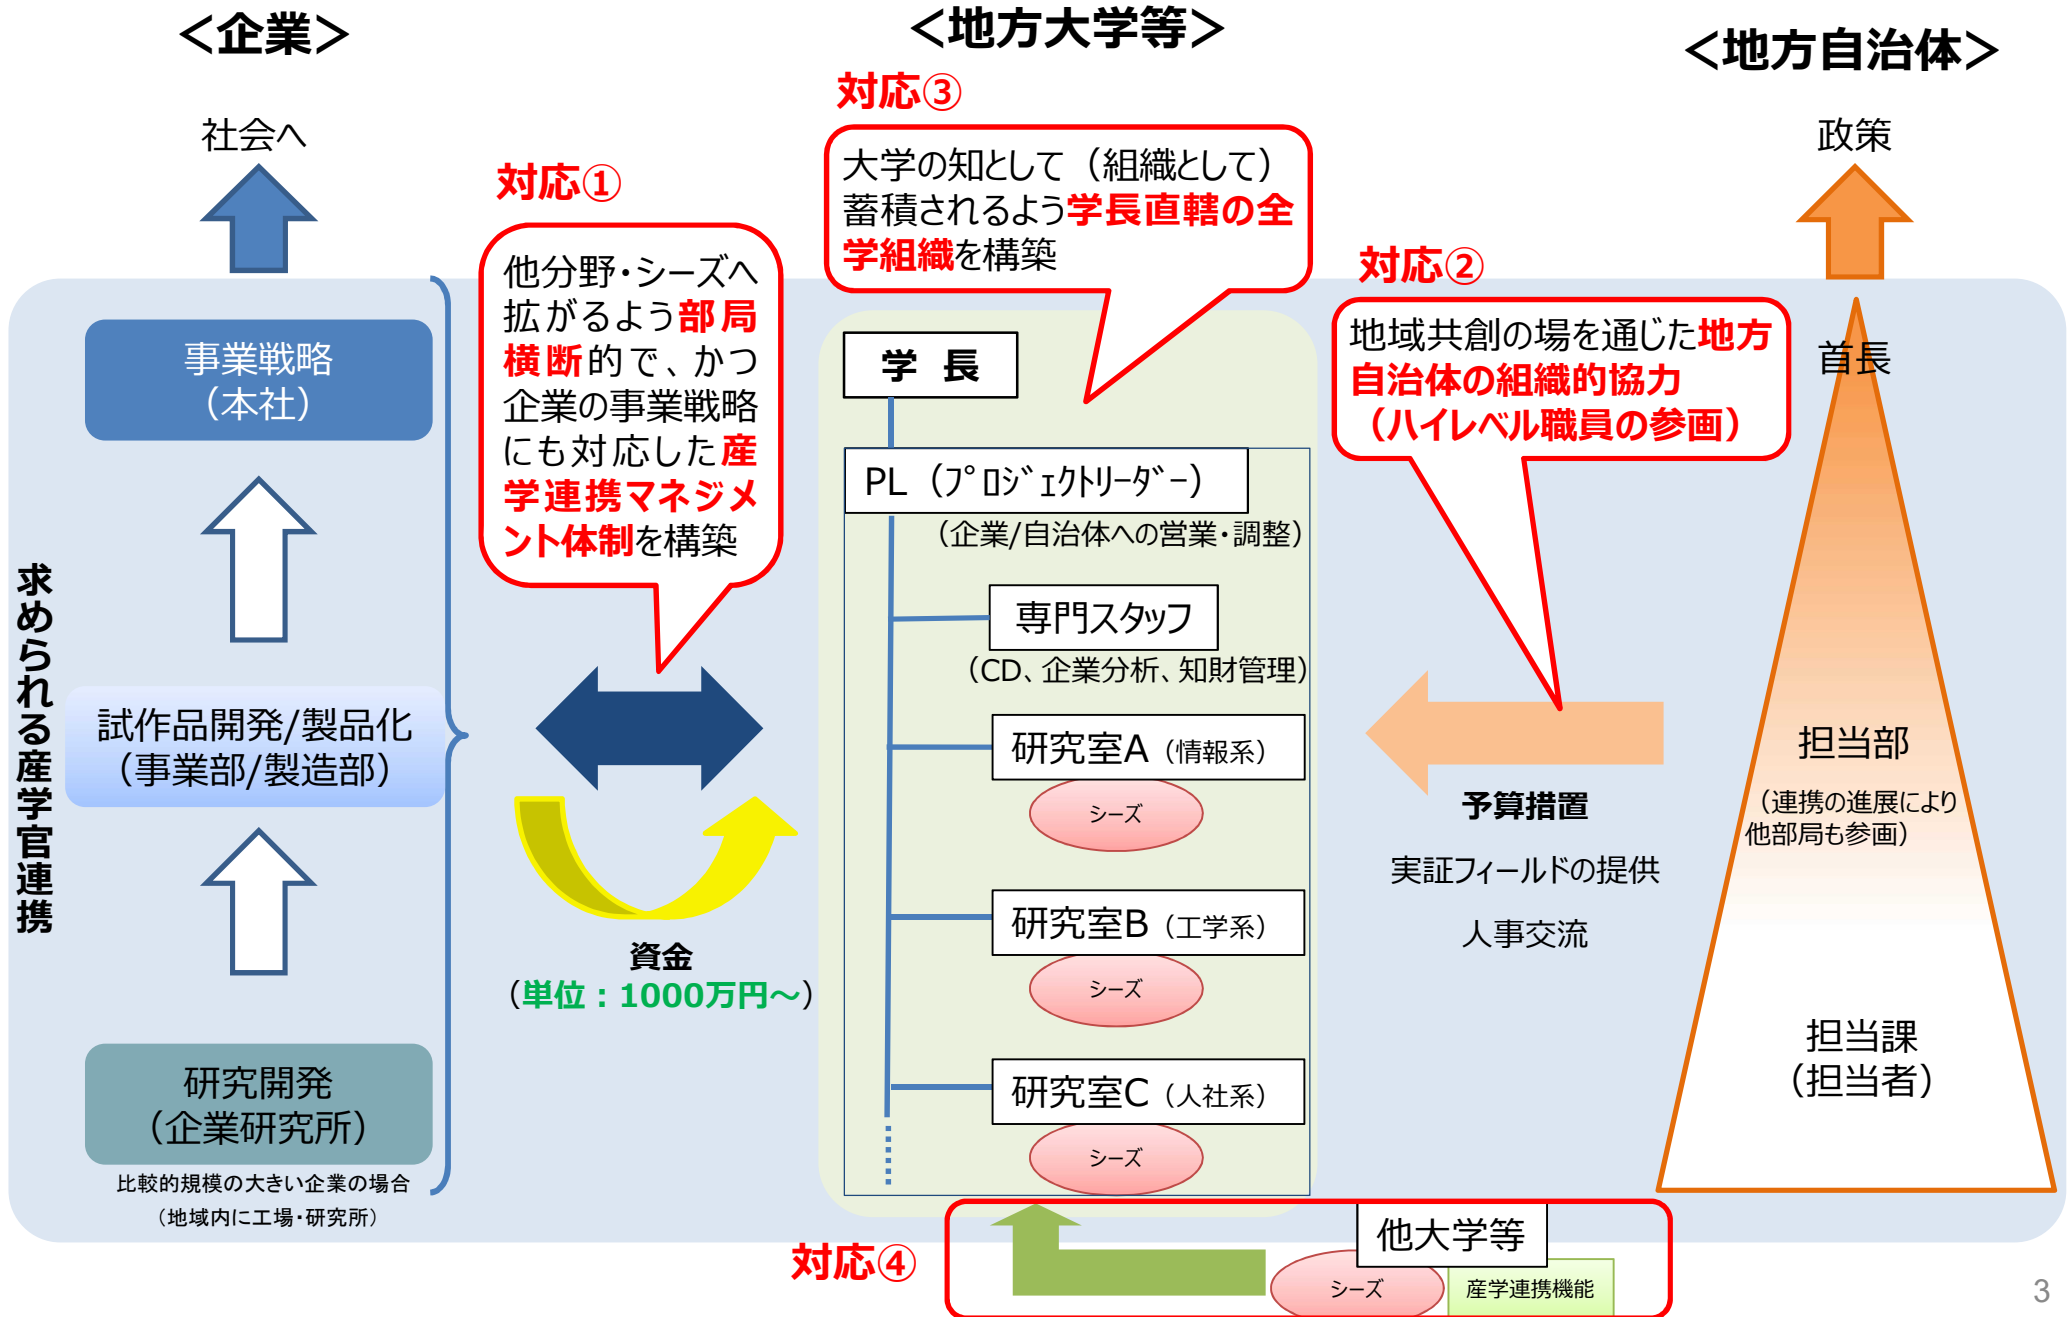 ＜企業＞
＜地方大学等＞
＜地方自治体＞
社会へ
政策
求められる産学官連携
事業戦略
（本社）
試作品開発/製品化
（事業部/製造部）
研究開発
（企業研究所）
比較的規模の大きい企業の場合
（地域内に工場・研究所）
対応①
他分野・シーズへ
拡がるよう部局
横断的で、かつ
企業の事業戦略
にも対応した産
学連携マネジメ
ント体制を構築
資金
（単位：1000万円～）
対応③
大学の知として（組織として）
蓄積されるよう学長直轄の全
学組織を構築
学 長
PL（ﾌﾟﾛｼﾞｪｸﾄﾘｰﾀﾞｰ）
（企業/自治体への営業・調整）
専門スタッフ
（CD、企業分析、知財管理）
研究室A（情報系）
シーズ
研究室B（工学系）
シーズ
研究室C（人社系）
シーズ
対応②
地域共創の場を通じた地方
自治体の組織的協力
（ハイレベル職員の参画）
予算措置
実証フィールドの提供
人事交流
首長
担当部
（連携の進展により
他部局も参画）
担当課
（担当者）
対応④
他大学等
シーズ
産学連携機能
3